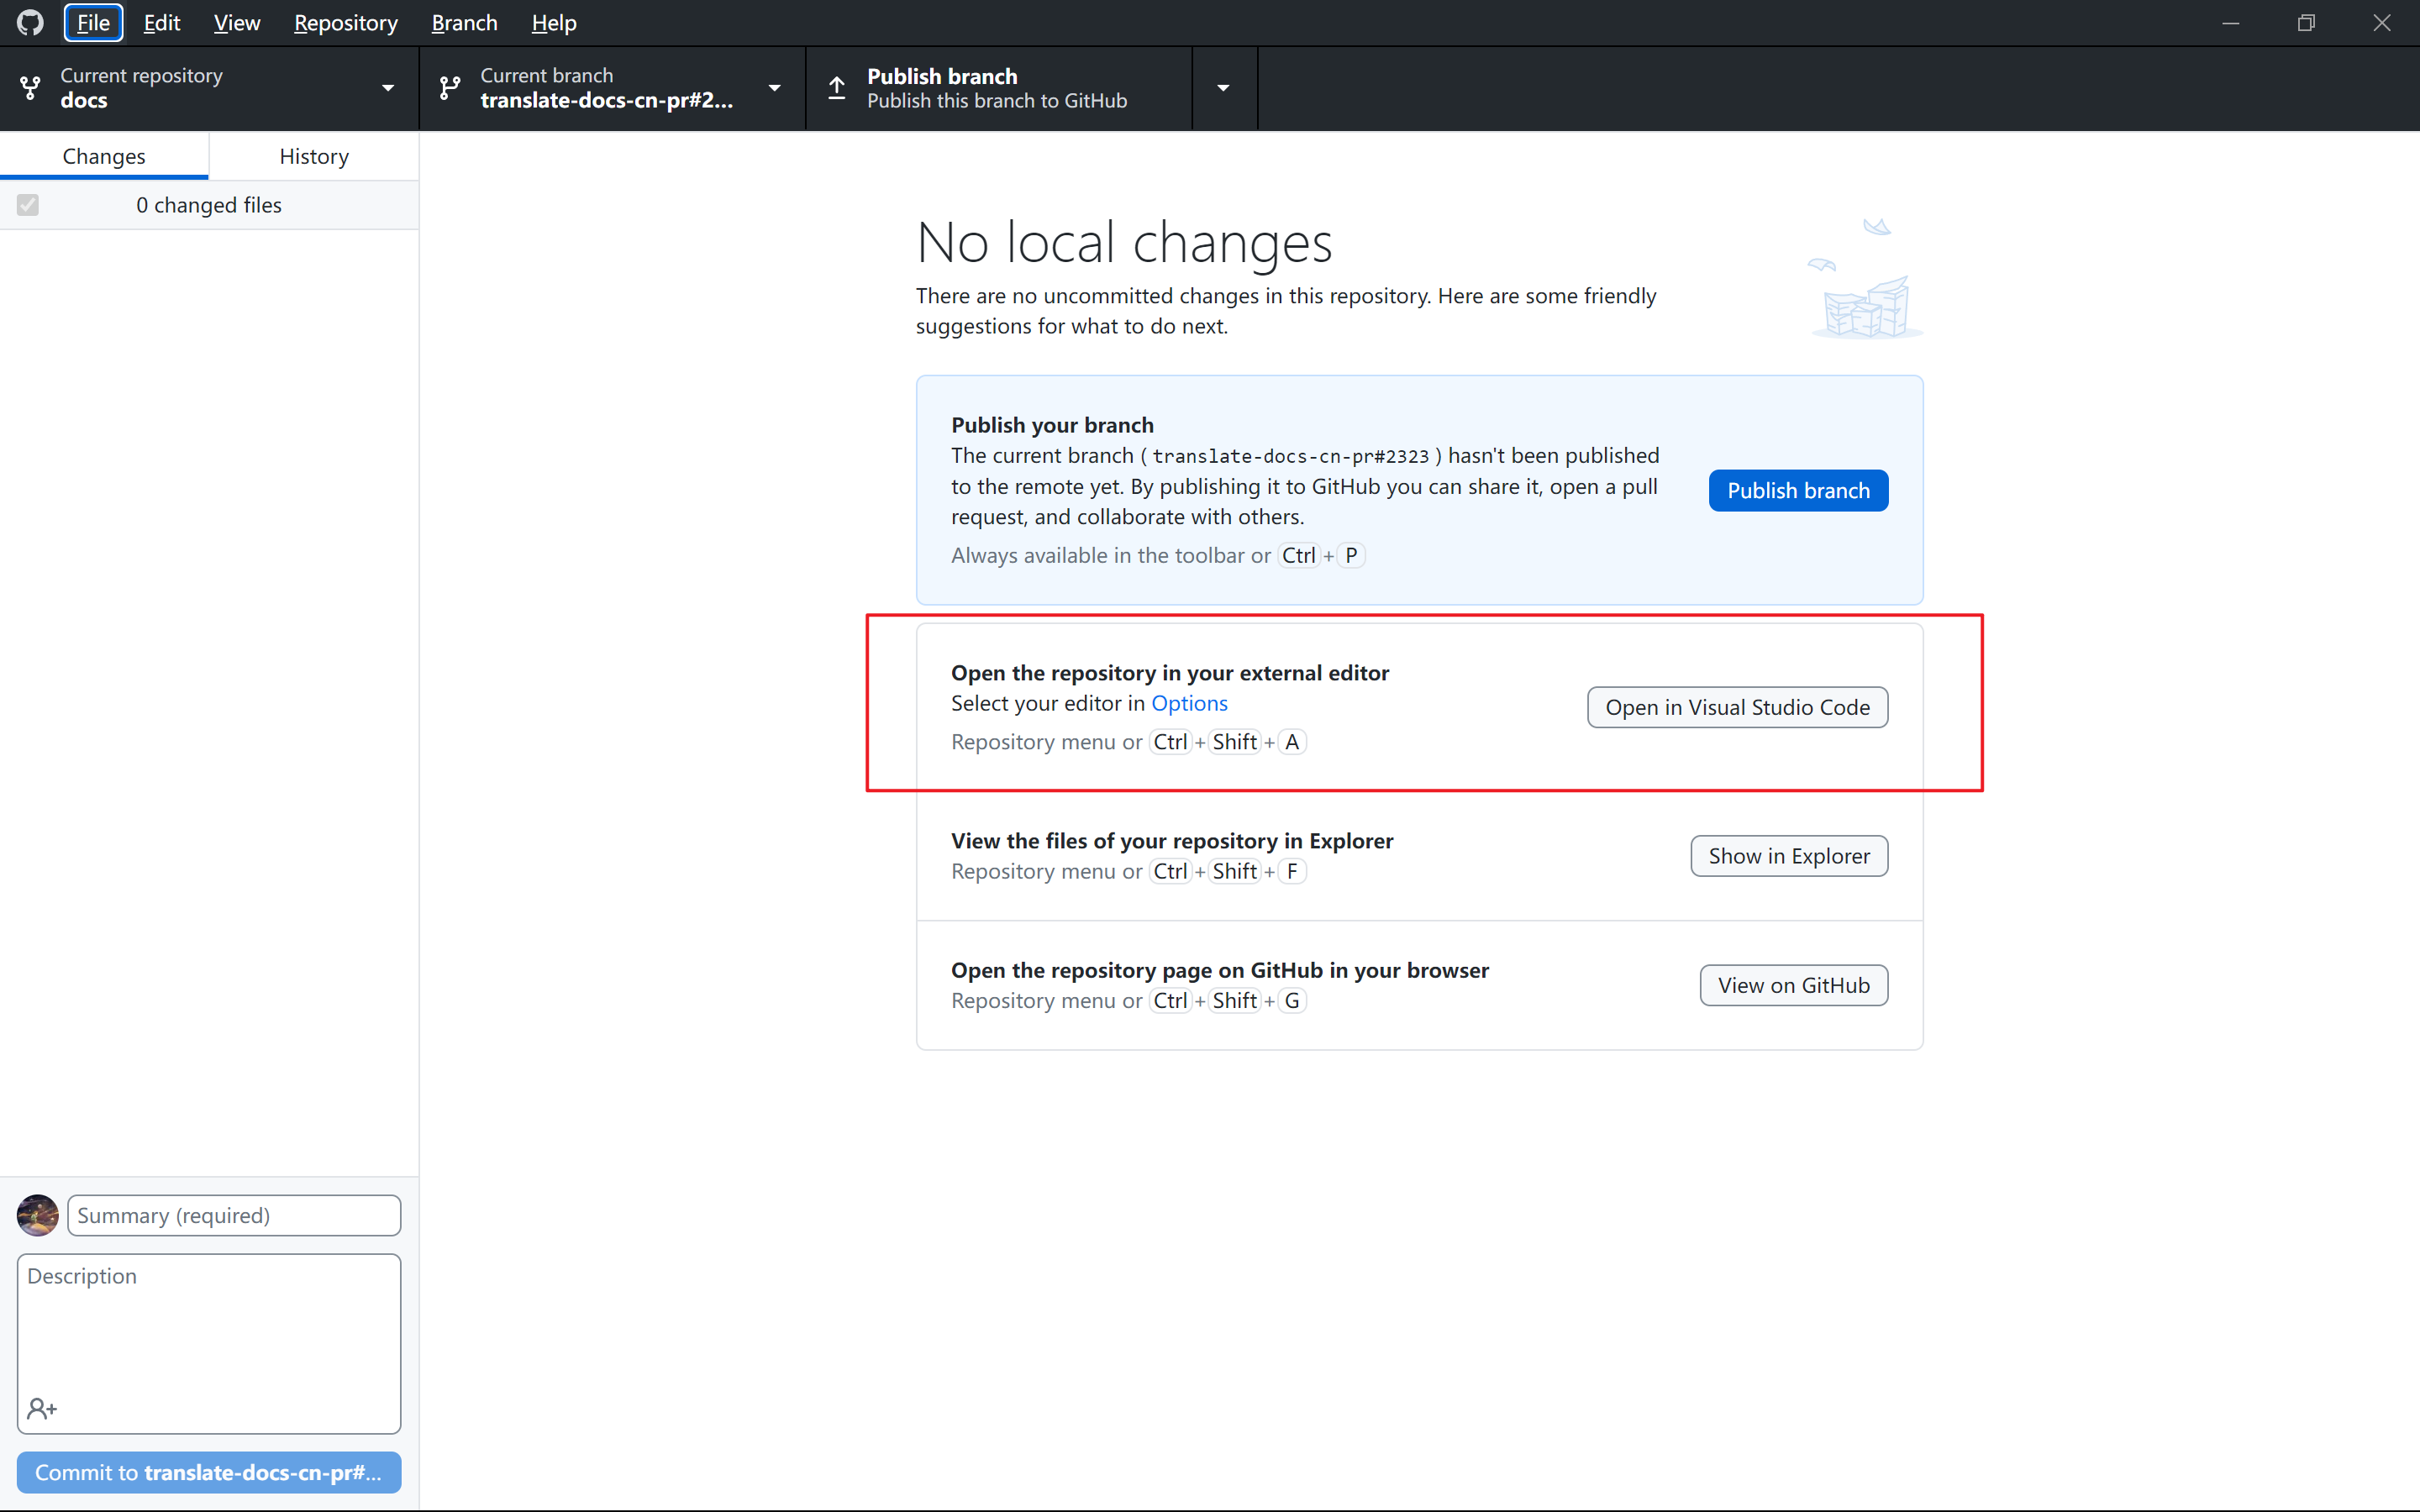 File Edit View Repository Branch Help
Current repository
docs
Current branch
translate-docs-cn-pr#2...
Publish branch
Publish this branch to GitHub
Changes
History
0 changed files
No local changes
There are no uncommitted changes in this repository. Here are some friendly
suggestions for what to do next.
Publish your branch
The current branch ( translate-docs-cn-pr#2323 ) hasn't been published
to the remote yet. By publishing it to GitHub you can share it, open a pull
request, and collaborate with others.
Always available in the toolbar or Ctrl + P
Publish branch
Open the repository in your external editor
Select your editor in Options
Repository menu or Ctrl + Shift + A
Open in Visual Studio Code
View the files of your repository in Explorer
Repository menu or Ctrl + Shift + F
Show in Explorer
Open the repository page on GitHub in your browser
Repository menu or Ctrl + Shift + G
View on GitHub
Summary (required)
Description
Commit to translate-docs-cn-pr#...